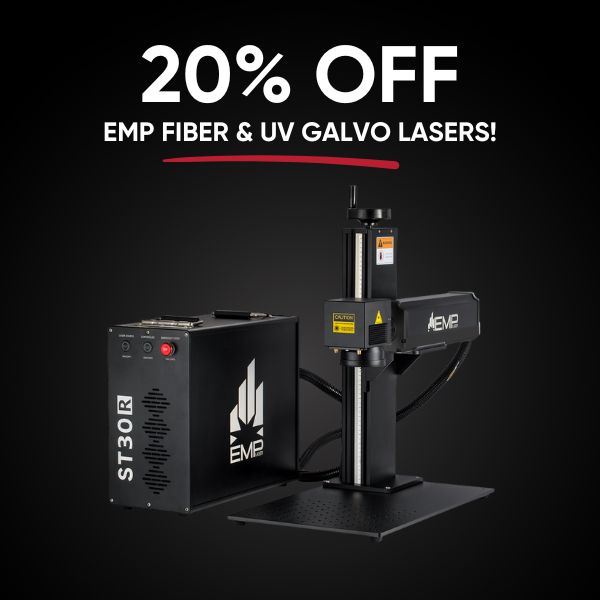 20% OFF
EMP FIBER & UV GALVO LASERS!
CAUTION
EMP
EMP
ST30R